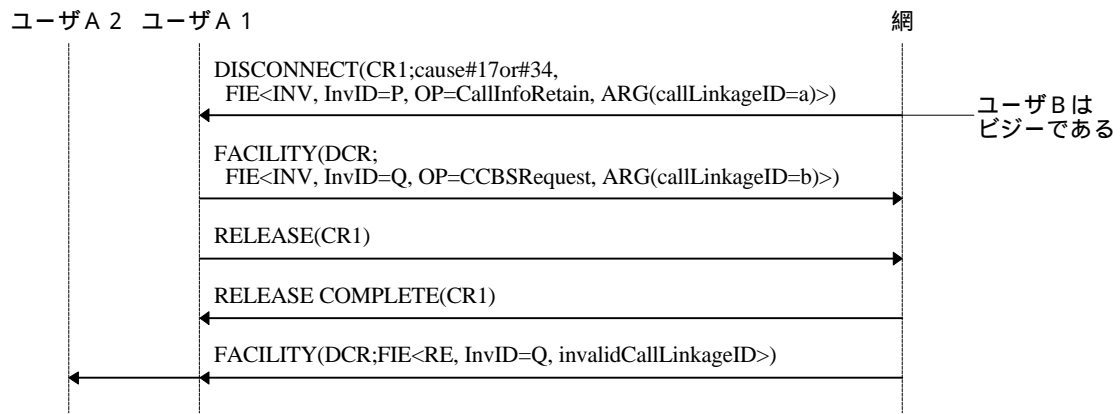 ユーザＡ２ ユーザＡ１ 網
DISCONNECT(CR1;cause#17or#34,
FIE<INV, InvID=P, OP=CallInfoRetain, ARG(callLinkageID=a)>)
ユーザＢは
ビジーである
FACILITY(DCR;
FIE<INV, InvID=Q, OP=CCBSRequest, ARG(callLinkageID=b)>)
RELEASE(CR1)
RELEASE COMPLETE(CR1)
FACILITY(DCR;FIE<RE, InvID=Q, invalidCallLinkageID>)